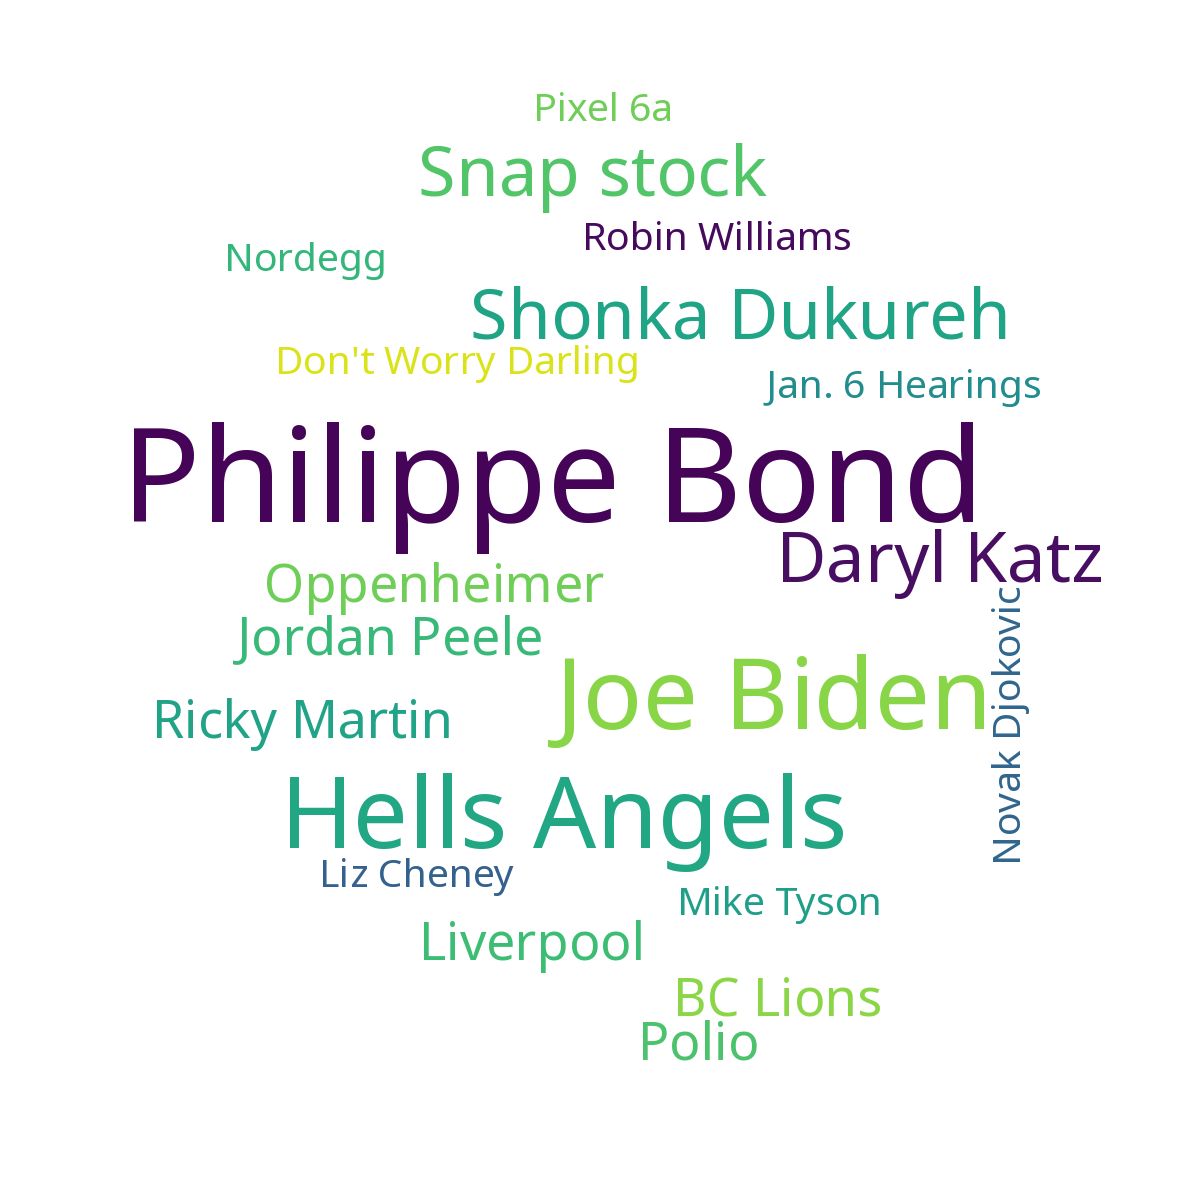 Pixel 6a
Snap stock
Robin Williams
Nordegg
Shonka Dukureh
Don't Worry Darling
Jan. 6 Hearings
Philippe Bond
Daryl Katz
Oppenheimer
Jordan Peele
Joe Biden
Novak Djokovic
Ricky Martin
Hells Angels
Liz Cheney
Mike Tyson
Liverpool
BC Lions
Polio